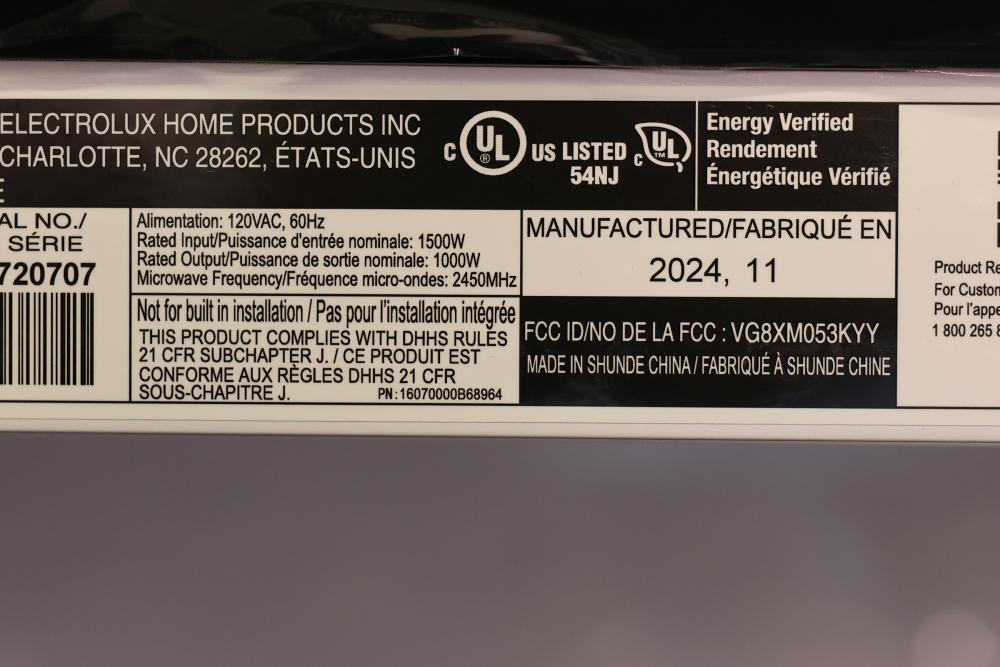 ELECTROLUX HOME PRODUCTS INC
CHARLOTTE, NC 28262, ÉTATS-UNIS
C UL ® US LISTED
54NJ
C UL TM
Energy Verified
Rendement
Énergétique Vérifié
AL NO./
SÉRIE
720707
Alimentation: 120VAC, 60Hz
Rated Input/Puissance d'entrée nominale: 1500W
Rated Output/Puissance de sortie nominale: 1000W
Microwave Frequency/Fréquence micro-ondes: 2450MHz
Not for built in installation / Pas pour l'installation intégrée
THIS PRODUCT COMPLIES WITH DHHS RULES
21 CFR SUBCHAPTER J. / CE PRODUIT EST
CONFORME AUX RÈGLES DHHS 21 CFR
SOUS-CHAPITRE J.
PN : 16070000B68964
MANUFACTURED/FABRIQUÉ EN
2024, 11
FCC ID/NO DE LA FCC : VG8XM053KYY
MADE IN SHUNDE CHINA / FABRIQUÉ À SHUNDE CHINE
Product Re
For Custom
Pour l'appe
1 800 265 8